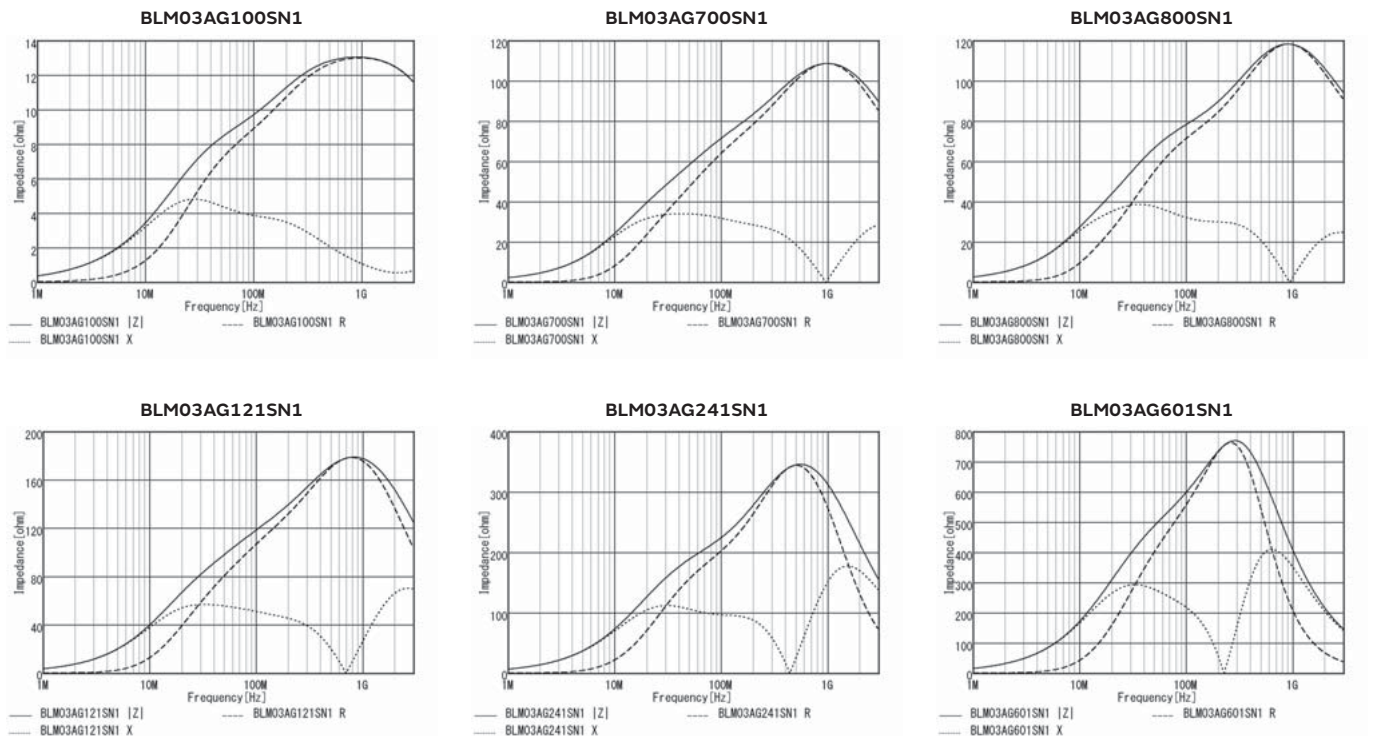 BLM03AG100SN1
14
12
10
8
6
4
2
0
Impedance[ohm]
1M 10M 100M 1G
Frequency[Hz]
BLM03AG100SN1 |Z| BLM03AG100SN1 R
BLM03AG100SN1 X
BLM03AG700SN1
120
100
80
60
40
20
0
Impedance[ohm]
1M 10M 100M 1G
Frequency[Hz]
BLM03AG700SN1 |Z| BLM03AG700SN1 R
BLM03AG700SN1 X
BLM03AG800SN1
120
100
80
60
40
20
0
Impedance[ohm]
1M 10M 100M 1G
Frequency[Hz]
BLM03AG800SN1 |Z| BLM03AG800SN1 R
BLM03AG800SN1 X
BLM03AG121SN1
200
160
120
80
40
0
Impedance[ohm]
1M 10M 100M 1G
Frequency[Hz]
BLM03AG121SN1 |Z| BLM03AG121SN1 R
BLM03AG121SN1 X
BLM03AG241SN1
400
300
200
100
0
Impedance[ohm]
1M 10M 100M 1G
Frequency[Hz]
BLM03AG241SN1 |Z| BLM03AG241SN1 R
BLM03AG241SN1 X
BLM03AG601SN1
800
700
600
500
400
300
200
100
0
Impedance[ohm]
1M 10M 100M 1G
Frequency[Hz]
BLM03AG601SN1 |Z| BLM03AG601SN1 R
BLM03AG601SN1 X